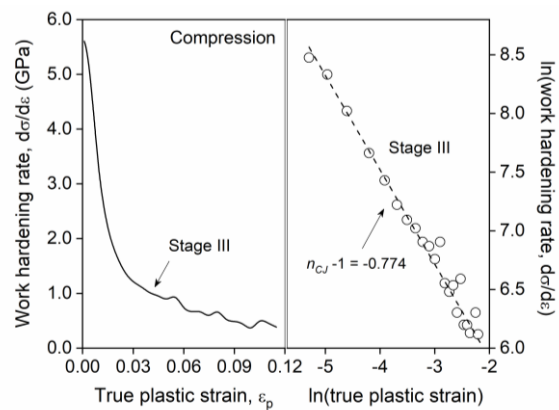 Compression
Work hardening rate, dσ/dε (GPa)
6.0
5.0
4.0
3.0
2.0
1.0
0.0
Stage III
0.00 0.03 0.06 0.09 0.12
True plastic strain, εp
Stage III
nCJ -1 = -0.774
8.5
8.0
7.5
7.0
6.5
6.0
ln(work hardening rate, dσ/dε)
-5 -4 -3 -2
ln(true plastic strain)